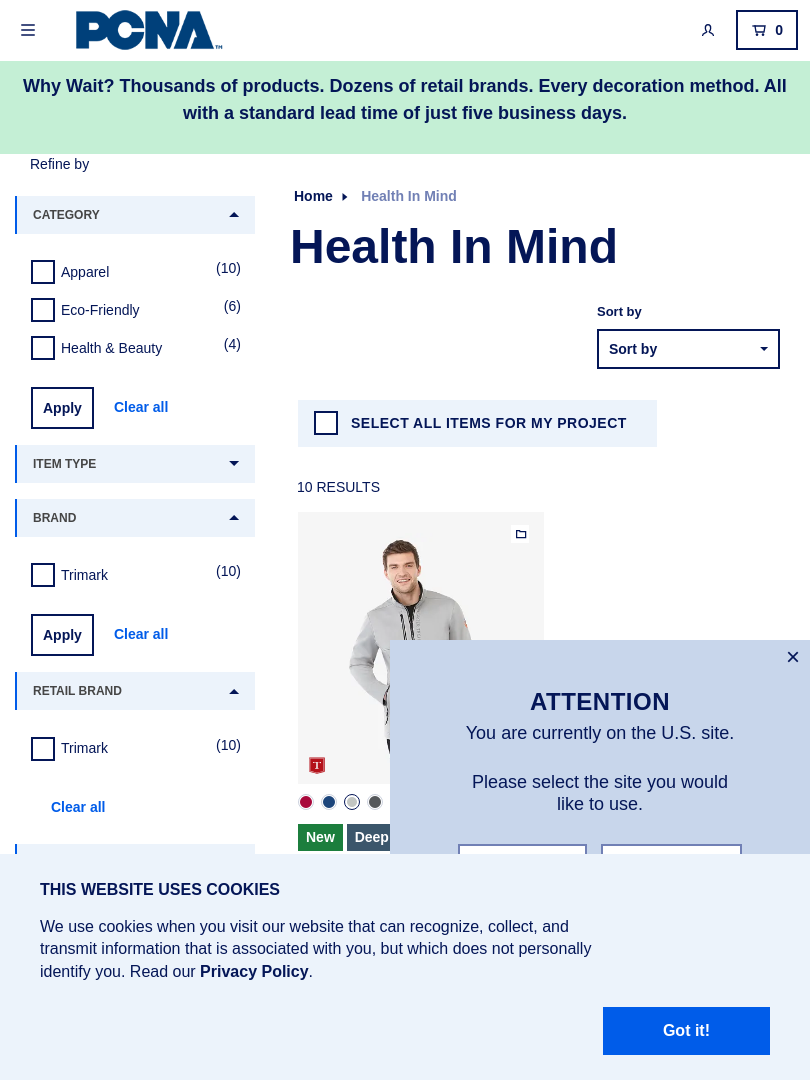 PCNA™
0
Why Wait? Thousands of products. Dozens of retail brands. Every decoration method. All
with a standard lead time of just five business days.
Refine by
Home
Health In Mind
CATEGORY
Health In Mind
Apparel
(10)
Eco-Friendly
(6)
Health & Beauty
(4)
Sort by
Sort by
Apply
Clear all
SELECT ALL ITEMS FOR MY PROJECT
ITEM TYPE
10 RESULTS
BRAND
Trimark
(10)
Apply
Clear all
RETAIL BRAND
Trimark
(10)
Clear all
T
New
Deep
ATTENTION
You are currently on the U.S. site.
Please select the site you would
like to use.
THIS WEBSITE USES COOKIES
We use cookies when you visit our website that can recognize, collect, and
transmit information that is associated with you, but which does not personally
identify you. Read our Privacy Policy.
Got it!